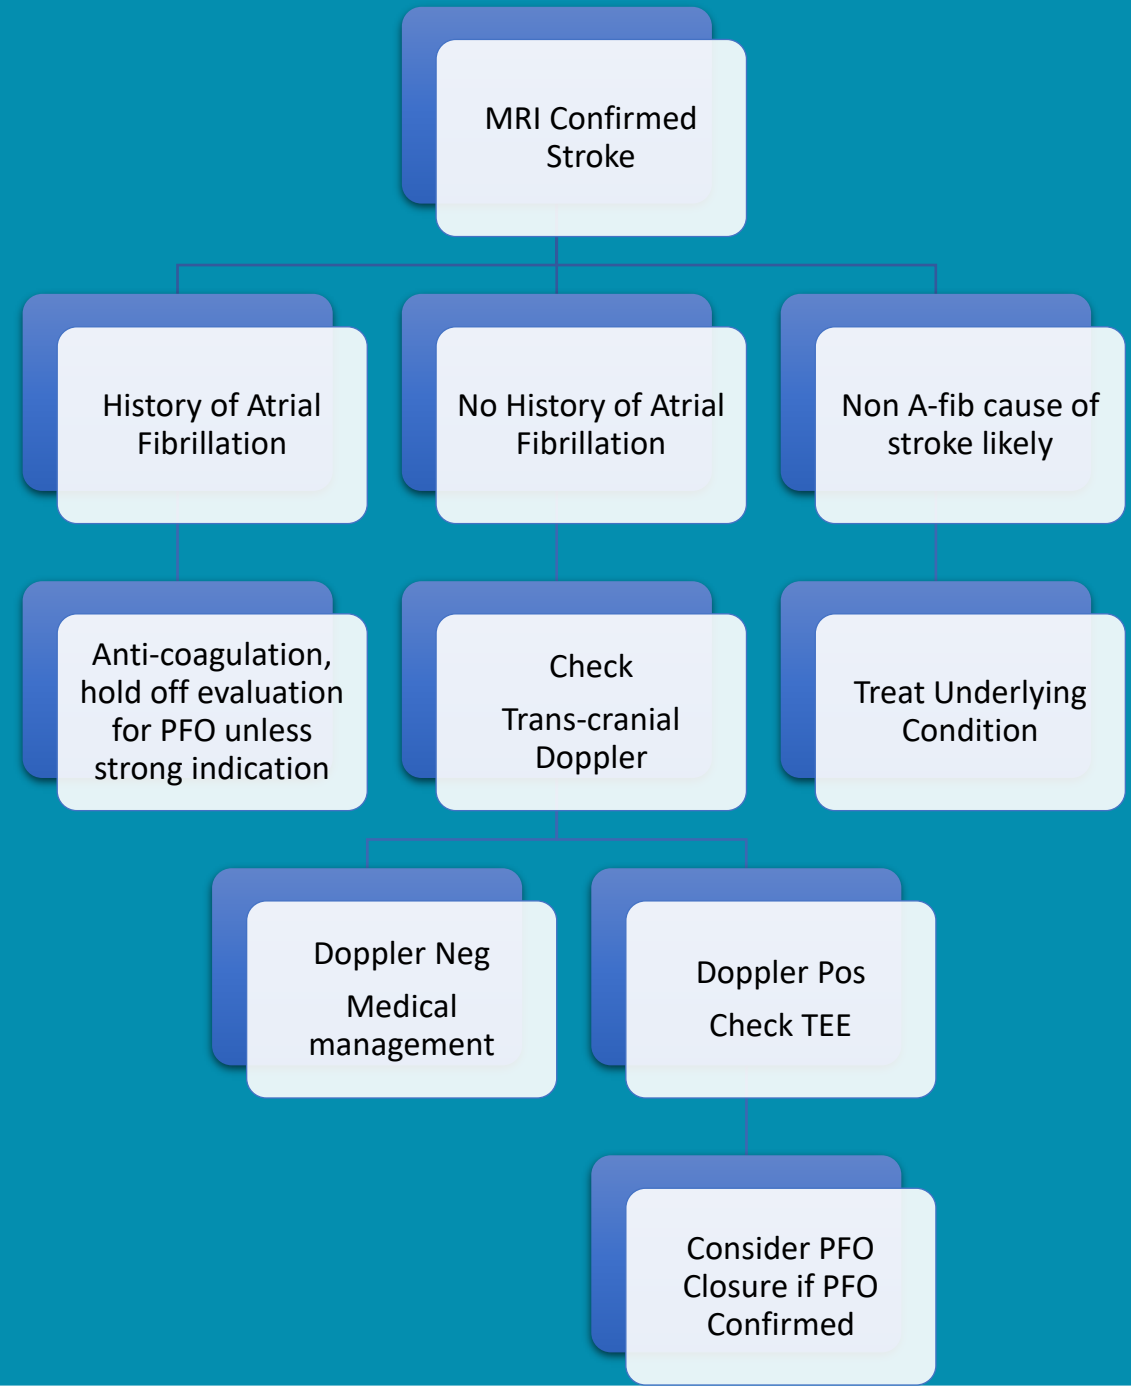 MRI Confirmed
Stroke
History of Atrial
Fibrillation
No History of Atrial
Fibrillation
Non A-fib cause of
stroke likely
Anti-coagulation,
hold off evaluation
for PFO unless
strong indication
Check
Trans-cranial
Doppler
Treat Underlying
Condition
Doppler Neg
Medical
management
Doppler Pos
Check TEE
Consider PFO
Closure if PFO
Confirmed